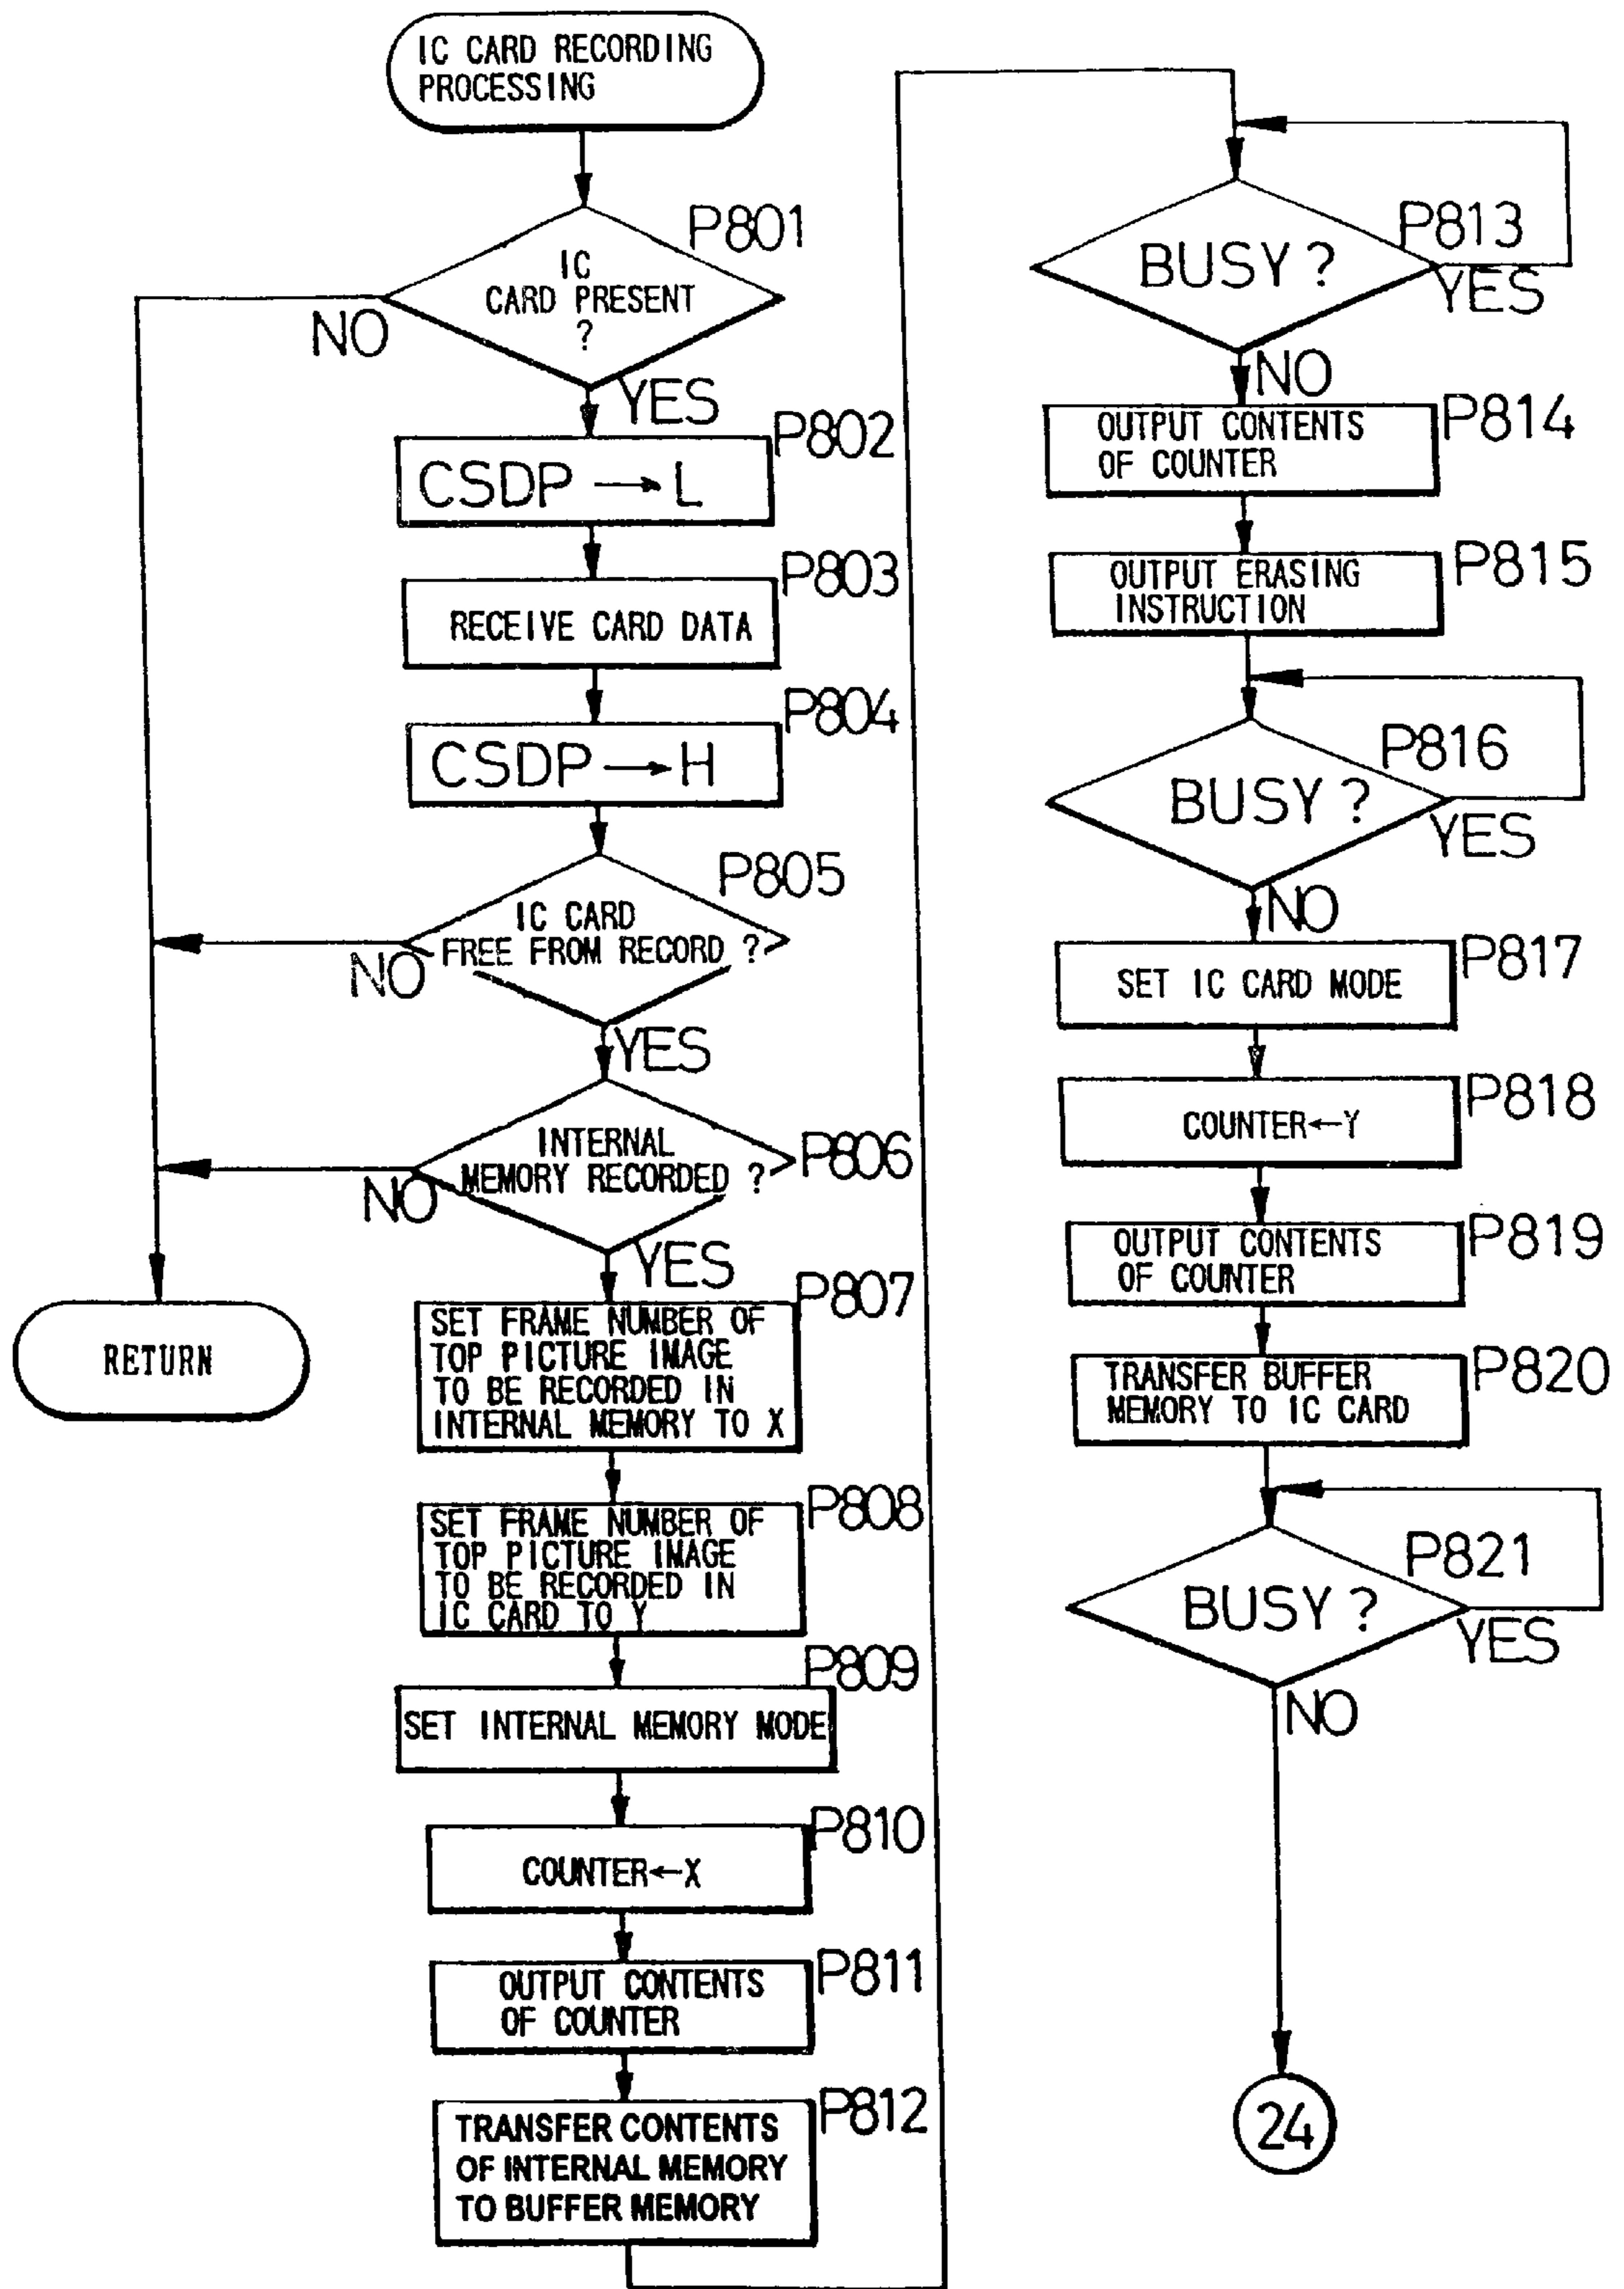 IC CARD RECORDING
PROCESSING
P801
IC
CARD PRESENT
?
NO
YES
P802
CSDP → L
P803
RECEIVE CARD DATA
P804
CSDP → H
P805
IC CARD
FREE FROM RECORD ?
NO
YES
P806
INTERNAL
MEMORY RECORDED ?
NO
YES
RETURN
P807
SET FRAME NUMBER OF
TOP PICTURE IMAGE
TO BE RECORDED IN
INTERNAL MEMORY TO X
P808
SET FRAME NUMBER OF
TOP PICTURE IMAGE
TO BE RECORDED IN
IC CARD TO Y
P809
SET INTERNAL MEMORY MODE
P810
COUNTER←X
P811
OUTPUT CONTENTS
OF COUNTER
P812
TRANSFER CONTENTS
OF INTERNAL MEMORY
TO BUFFER MEMORY
P813
BUSY ?
YES
NO
P814
OUTPUT CONTENTS
OF COUNTER
P815
OUTPUT ERASING
INSTRUCTION
P816
BUSY ?
YES
NO
P817
SET IC CARD MODE
P818
COUNTER←Y
P819
OUTPUT CONTENTS
OF COUNTER
P820
TRANSFER BUFFER
MEMORY TO IC CARD
P821
BUSY ?
YES
NO
24